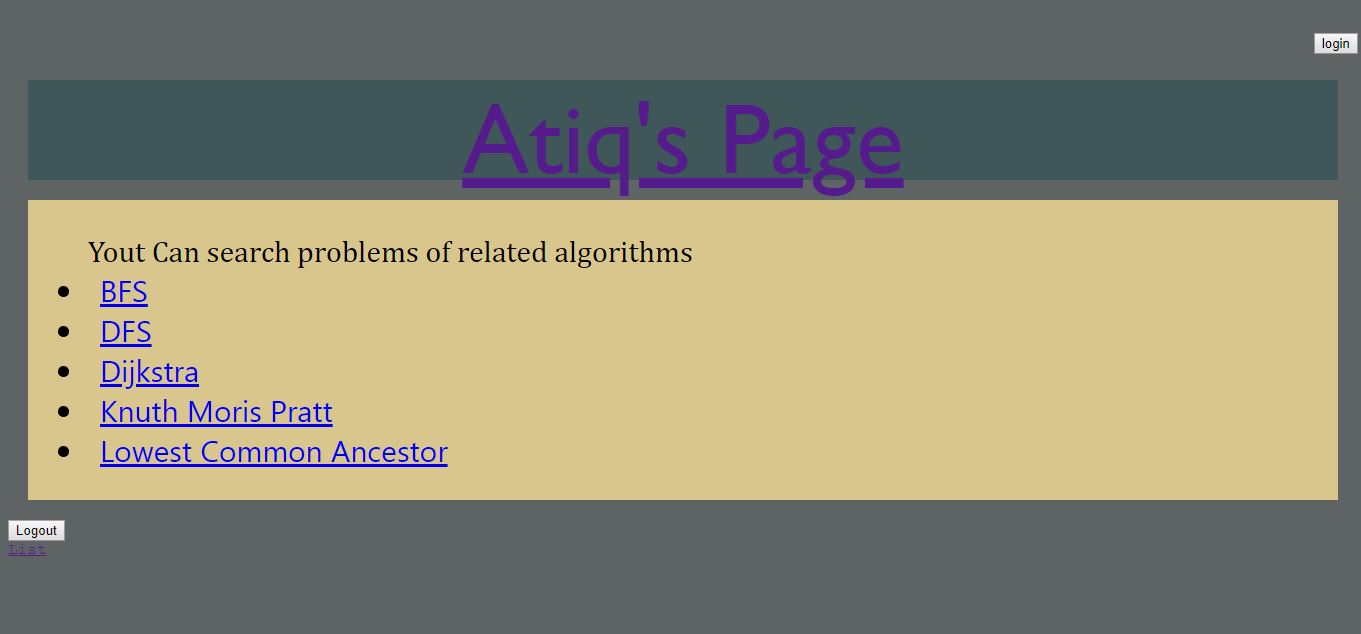 login
Atiq's Page
Yout Can search problems of related algorithms
BFS
DFS
Dijkstra
Knuth Moris Pratt
Lowest Common Ancestor
Logout
List